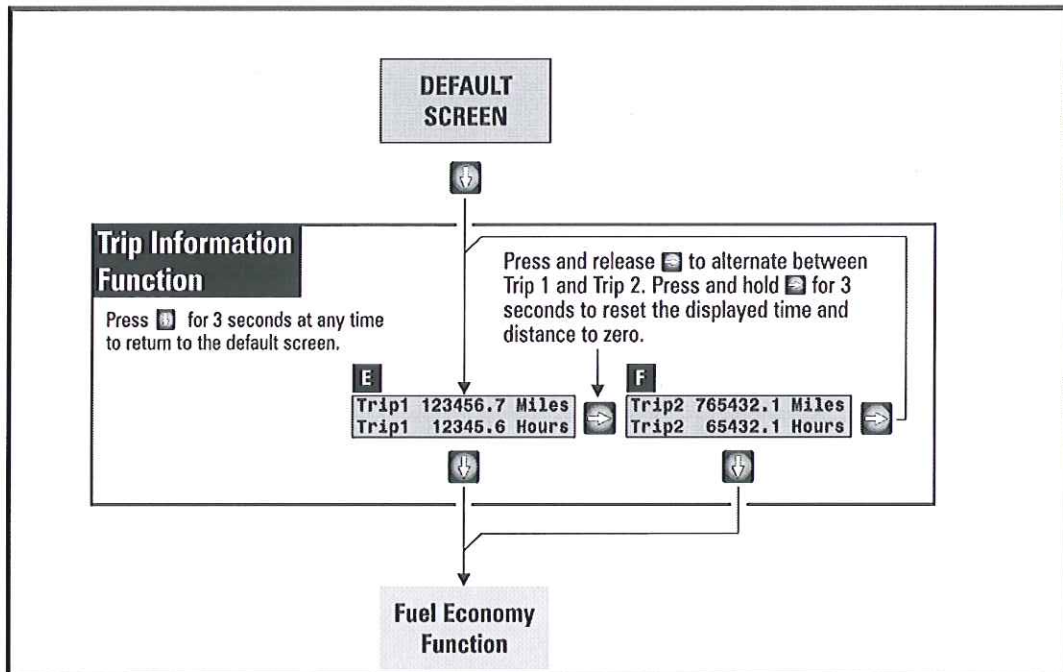 DEFAULT
SCREEN
Trip Information
Function
Press for 3 seconds at any time
to return to the default screen.
Press and release to alternate between
Trip 1 and Trip 2. Press and hold for 3
seconds to reset the displayed time and
distance to zero.
E
Trip1 123456.7 Miles
Trip1 12345.6 Hours
F
Trip2 765432.1 Miles
Trip2 65432.1 Hours
Fuel Economy
Function